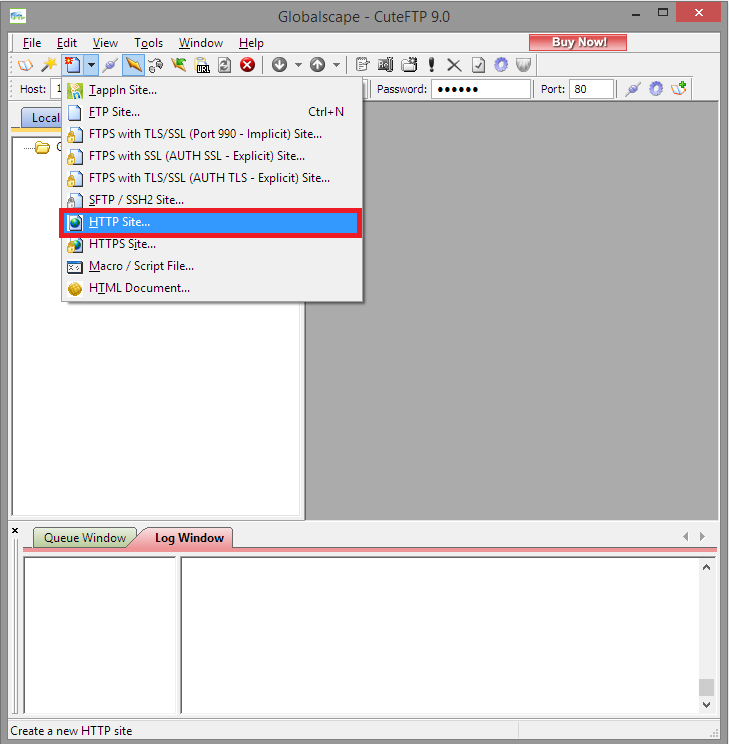 Globalscape - CuteFTP 9.0
File Edit View Tools Window Help Buy Now!
Host: 1 Password: ●●●●●● Port: 80
TappIn Site...
FTP Site... Ctrl+N
FTPS with TLS/SSL (Port 990 - Implicit) Site...
FTPS with SSL (AUTH SSL - Explicit) Site...
FTPS with TLS/SSL (AUTH TLS - Explicit) Site...
SFTP / SSH2 Site...
HTTP Site...
HTTPS Site...
Macro / Script File...
HTML Document...
Local
Queue Window Log Window
Create a new HTTP site